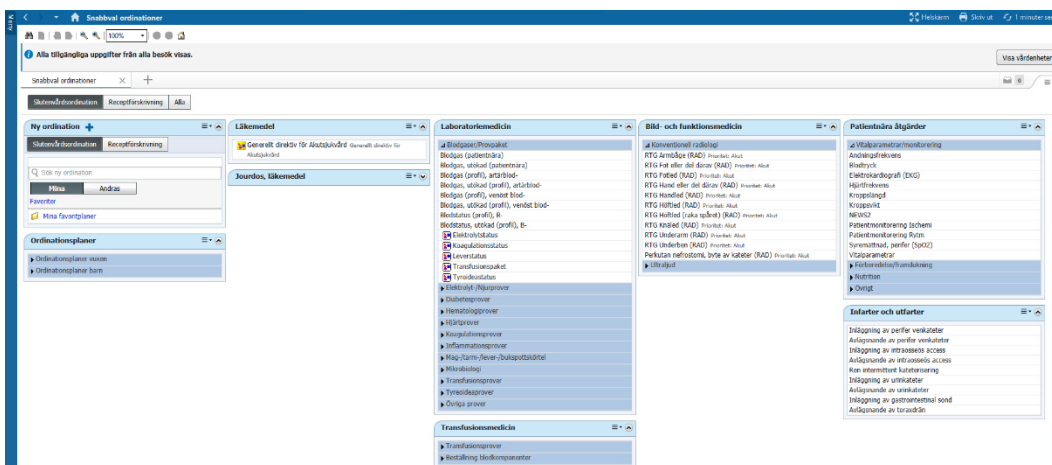 Meny
Snabbval ordinationer
Helskärm
Skriv ut
1 minuter sed
100%
Alla tillgängliga uppgifter från alla besök visas.
Visa vårdenheter
Snabbval ordinationer
0
Slutenvårdsordination
Receptförskrivning
Alla
Ny ordination
Slutenvårdsordination
Receptförskrivning
Sök ny ordination
Mina
Andras
Favoriter
Mina favoritplaner
Ordinationsplaner
Ordinationsplaner vuxen
Ordinationsplaner barn
Läkemedel
Generellt direktiv för Akutsjukvård Generellt direktiv för
Akutsjukvård
Jourdos, läkemedel
Laboratoriemedicin
Blodgaser/Provpaket
Blodgas (patientnära)
Blodgas, utökad (patientnära)
Blodgas (profil), artärblod-
Blodgas, utökad (profil), artärblod-
Blodgas (profil), venöst blod-
Blodgas, utökad (profil), venöst blod-
Blodstatus (profil), B-
Blodstatus, utökad (profil), B-
Elektrolytstatus
Koagulationsstatus
Leverstatus
Transfusionspaket
Tyroideastatus
Elektrolyt-/Njurprover
Diabetesprover
Hematologiprover
Hjärtprover
Koagulationsprover
Inflammationsprover
Mag-/tarm-/lever-/bukspottskörtel
Mikrobiologi
Transfusionsprover
Tyreoideaprover
Övriga prover
Transfusionsmedicin
Transfusionsprover
Beställning blodkomponenter
Bild- och funktionsmedicin
Konventionell radiologi
RTG Armbåge (RAD) Prioritet: Akut
RTG Fot eller del därav (RAD) Prioritet: Akut
RTG Fotled (RAD) Prioritet: Akut
RTG Hand eller del därav (RAD) Prioritet: Akut
RTG Handled (RAD) Prioritet: Akut
RTG Höftled (RAD) Prioritet: Akut
RTG Höftled (raka spåret) (RAD) Prioritet: Akut
RTG Knäled (RAD) Prioritet: Akut
RTG Underarm (RAD) Prioritet: Akut
RTG Underben (RAD) Prioritet: Akut
Perkutan nefrostomi, byte av kateter (RAD) Prioritet: Akut
Ultraljud
Patientnära åtgärder
Vitalparametrar/monitorering
Andningsfrekvens
Blodtryck
Elektrokardiografi (EKG)
Hjärtfrekvens
Kroppslängd
Kroppsvikt
NEWS2
Patientmonitorering Ischemi
Patientmonitorering Rytm
Syremättnad, perifer (SpO2)
Vitalparametrar
Förberedelse/framdukning
Nutrition
Övrigt
Infarter och utfarter
Inläggning av perifer venkateter
Avlägsnande av perifer venkateter
Inläggning av intraosseös access
Avlägsnande av intraosseös access
Ren intermittent kateterisering
Inläggning av urinkateter
Avlägsnande av urinkateter
Inläggning av gastrointestinal sond
Avlägsnande av toraxdrän